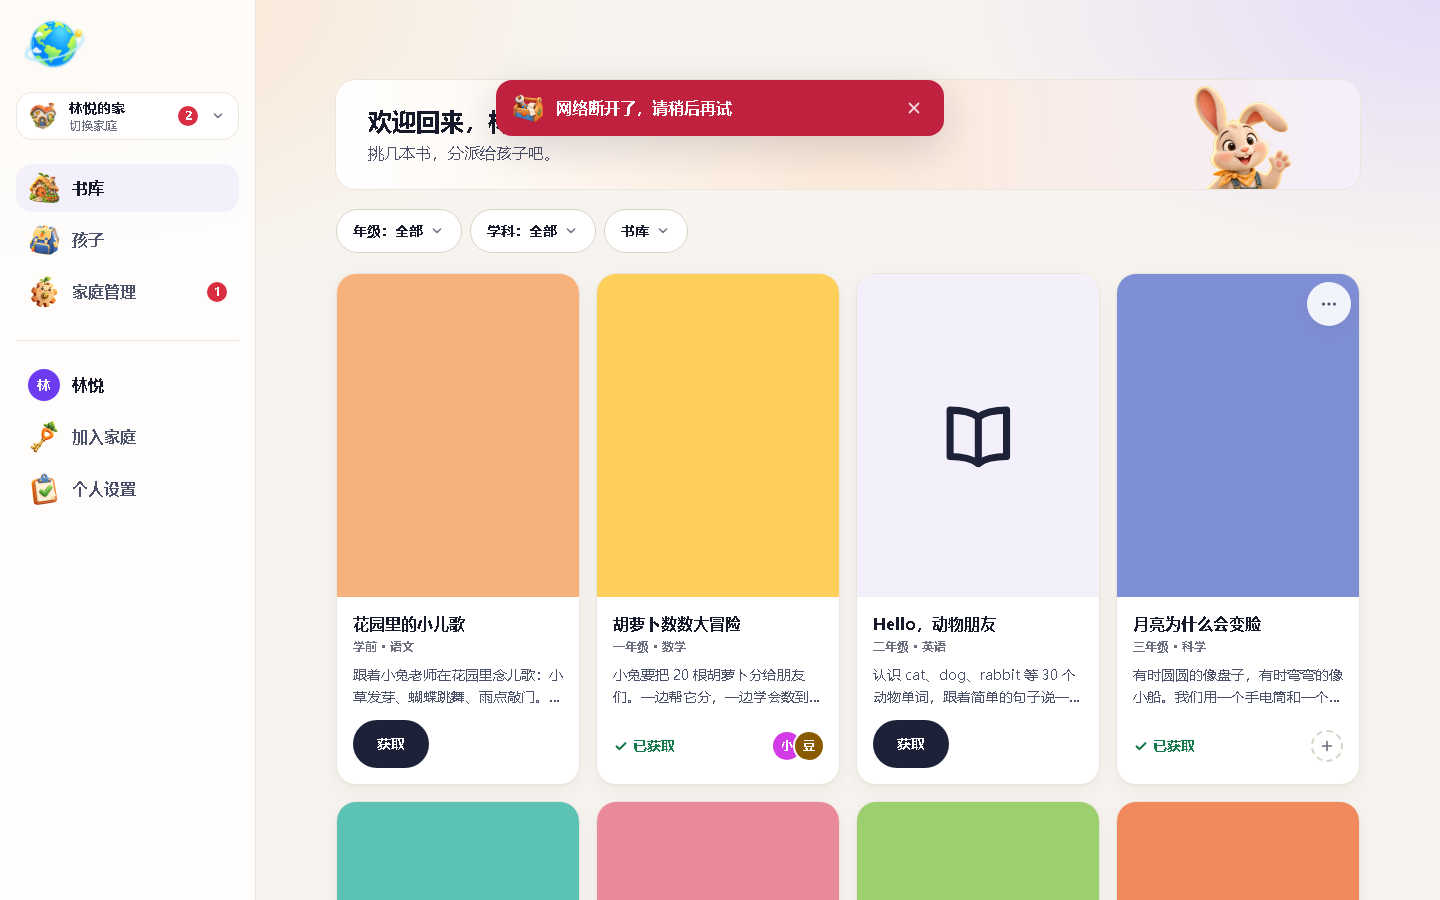 林悦的家
切换家庭
2
书库
孩子
家庭管理
1
林
林悦
加入家庭
个人设置
网络断开了，请稍后再试
欢迎回来，
挑几本书，分派给孩子吧。
年级：全部
学科：全部
书库
花园里的小儿歌
学前·语文
跟着小兔老师在花园里念儿歌：小
草发芽、蝴蝶跳舞、雨点敲门。...
获取
胡萝卜数数大冒险
一年级·数学
小兔要把 20 根胡萝卜分给朋友
们。一边帮它分，一边学会数到...
已获取
小
豆
Hello，动物朋友
二年级·英语
认识 cat、dog、rabbit 等 30 个
动物单词，跟着简单的句子说一...
获取
月亮为什么会变脸
三年级·科学
有时圆圆的像盘子，有时弯弯的像
小船。我们用一个手电筒和一个...
已获取